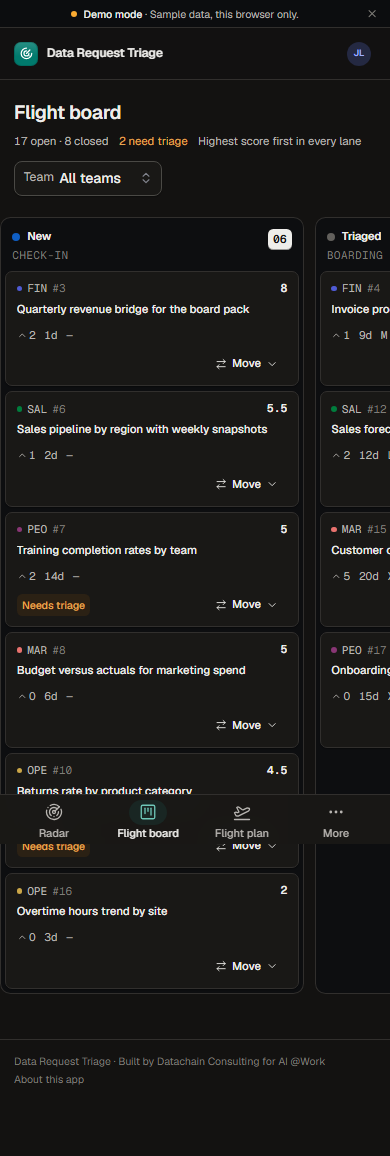 Demo mode · Sample data, this browser only.
Data Request Triage
JL
Flight board
17 open · 8 closed 2 need triage Highest score first in every lane
Team All teams
New
06
CHECK-IN
FIN #3
8
Quarterly revenue bridge for the board pack
2 1d –
Move
SAL #6
5.5
Sales pipeline by region with weekly snapshots
1 2d –
Move
PEO #7
5
Training completion rates by team
2 14d –
Needs triage
Move
MAR #8
5
Budget versus actuals for marketing spend
0 6d –
Move
OPE #10
4.5
Returns rate by product category
Needs triage
Move
OPE #16
2
Overtime hours trend by site
0 3d –
Move
Triaged
BOARDING
FIN #4
Invoice pro
1 9d M
SAL #12
Sales forec
2 12d
MAR #15
Customer
5 20d
PEO #17
Onboarding
0 15d
Radar
Flight board
Flight plan
More
Data Request Triage · Built by Datachain Consulting for AI @Work
About this app